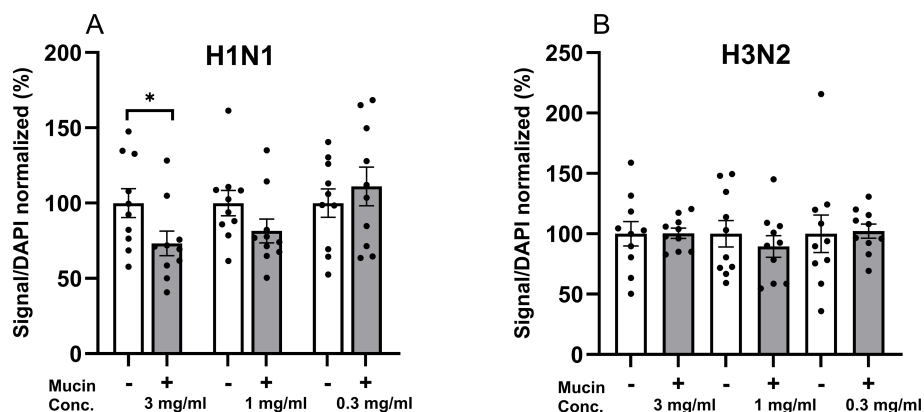 A
H1N1
Signal/DAPI normalized (%)
200
150
100
50
0
*
- + - + - +
Mucin
Conc. 3 mg/ml 1 mg/ml 0.3 mg/ml
B
H3N2
Signal/DAPI normalized (%)
250
200
150
100
50
0
- + - + - +
Mucin
Conc. 3 mg/ml 1 mg/ml 0.3 mg/ml